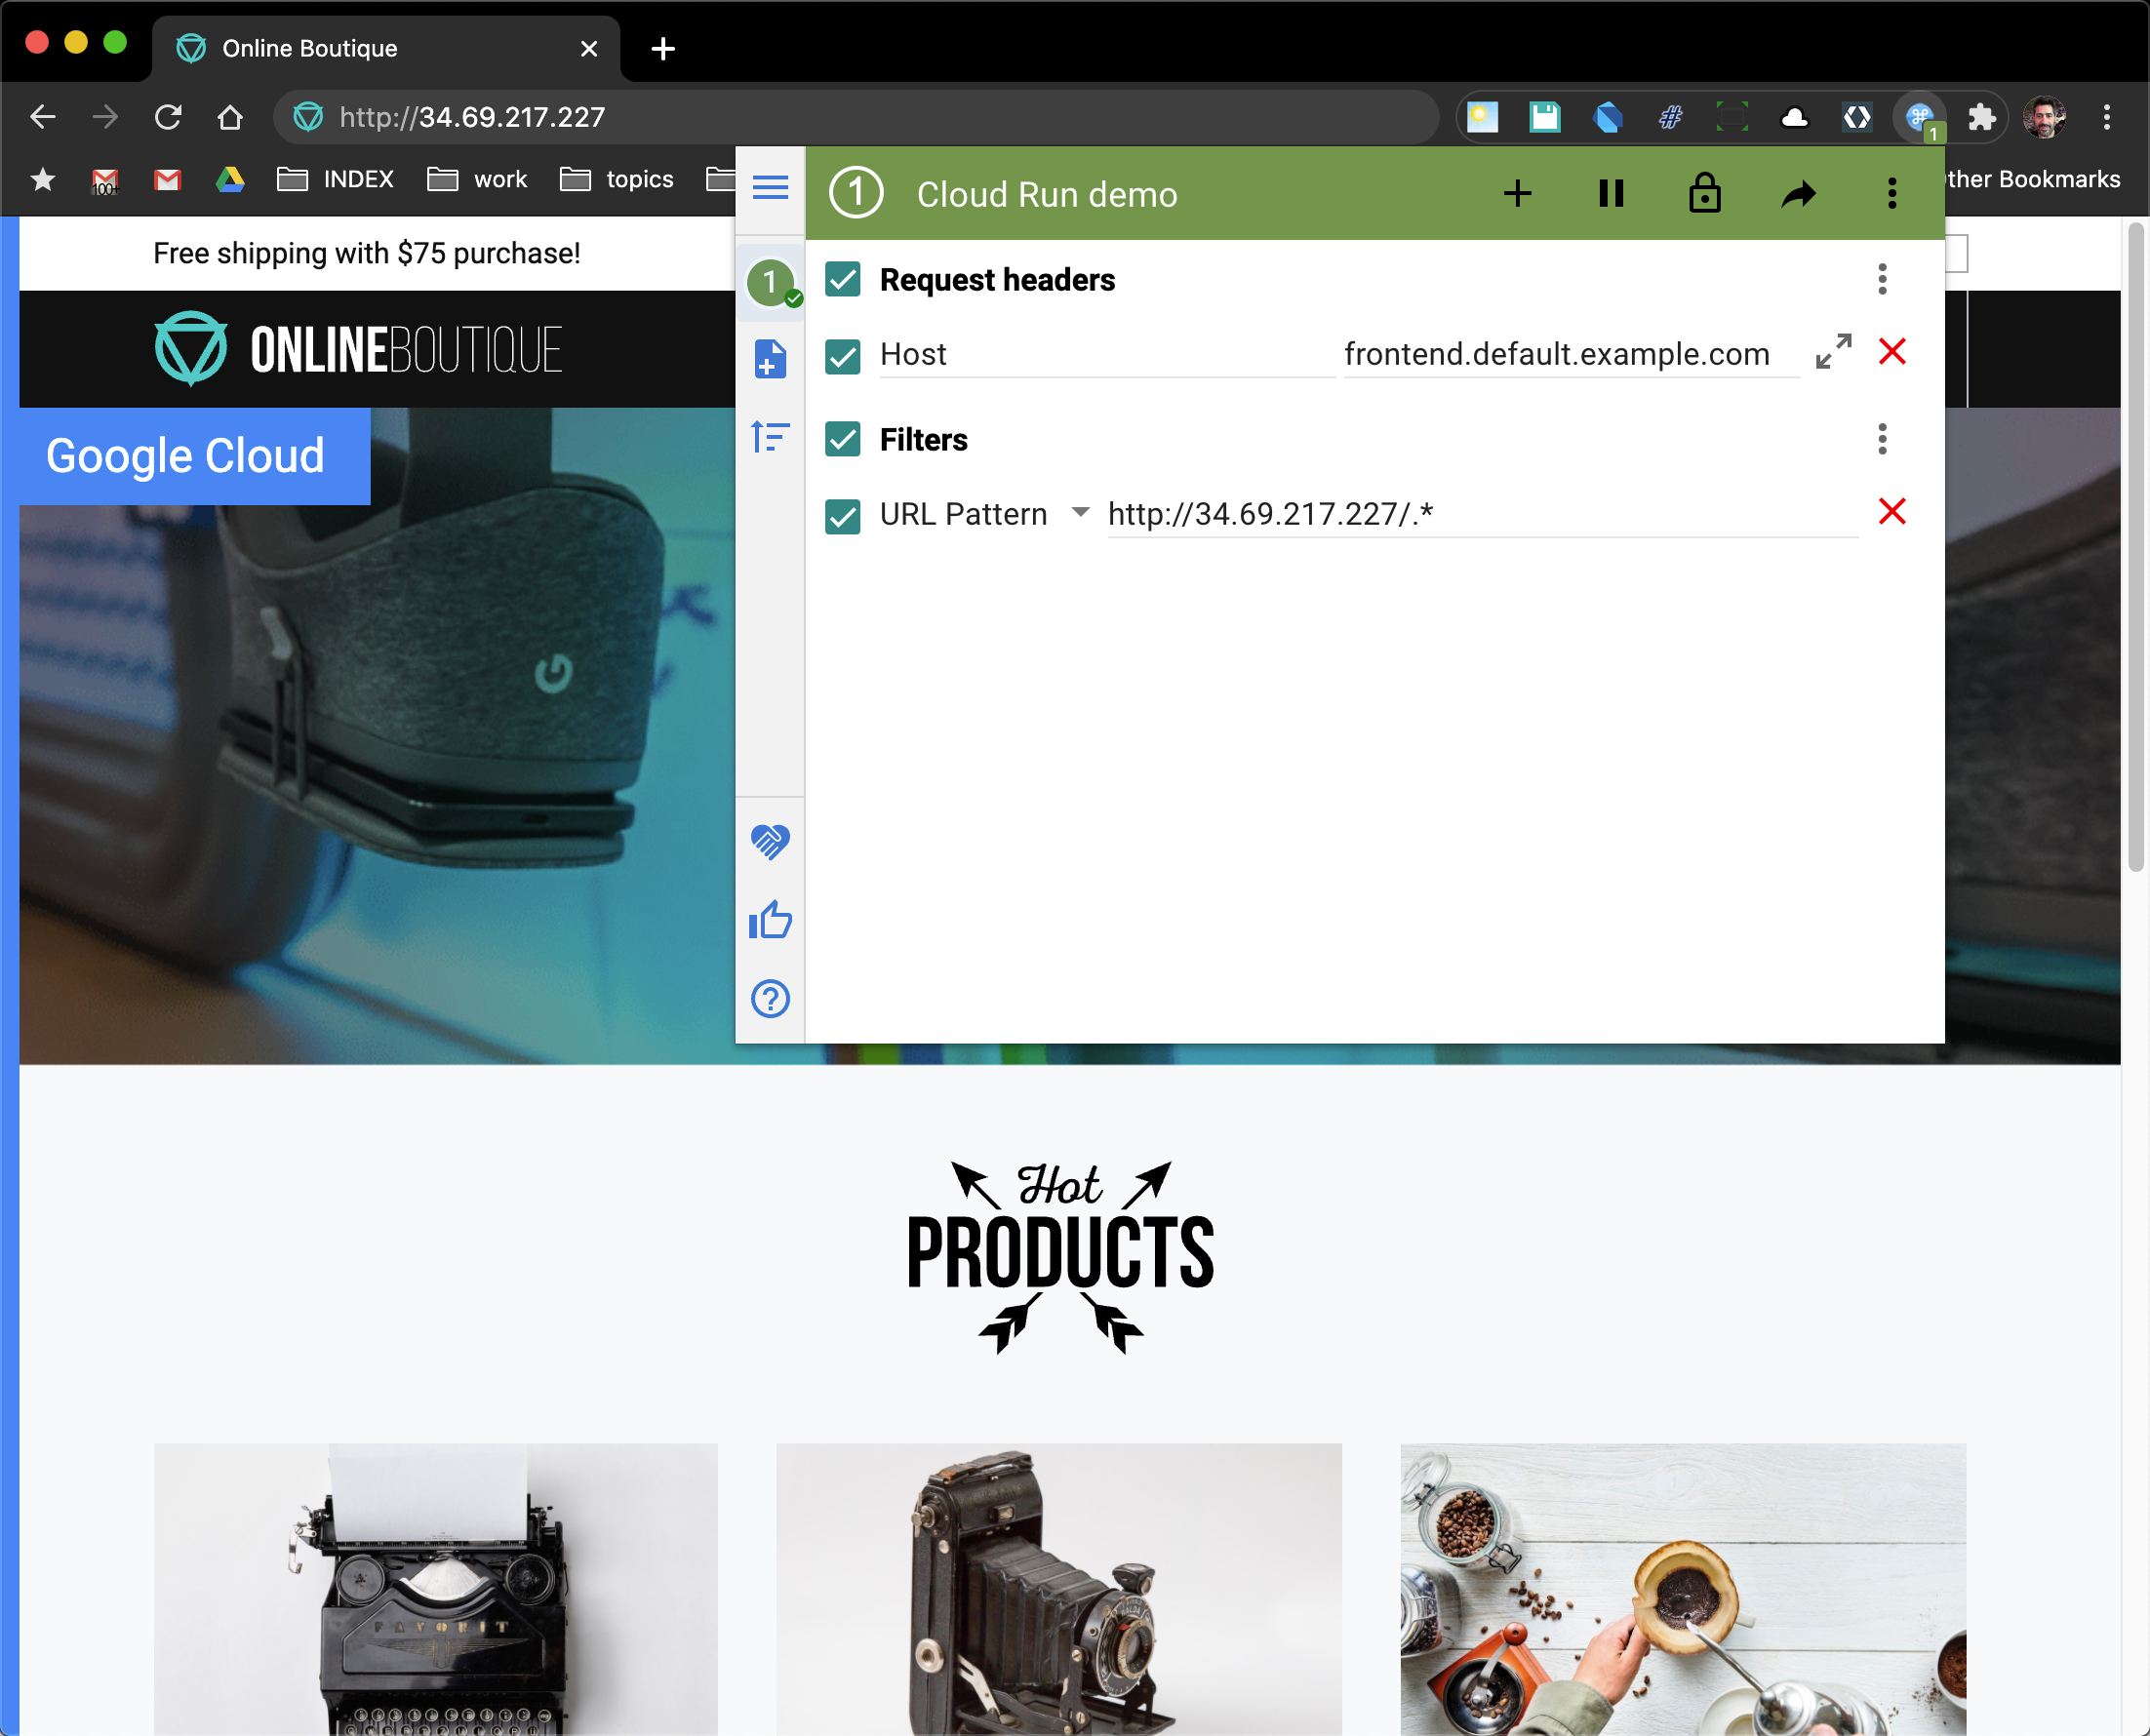 Online Boutique
http://34.69.217.227
1
100+
INDEX
work
topics
ther Bookmarks
1 Cloud Run demo
Free shipping with $75 purchase!
1
Request headers
ONLINEBOUTIQUE
Host frontend.default.example.com
Google Cloud
Filters
URL Pattern http://34.69.217.227/.*
G
Hot
PRODUCTS
FAVORIT